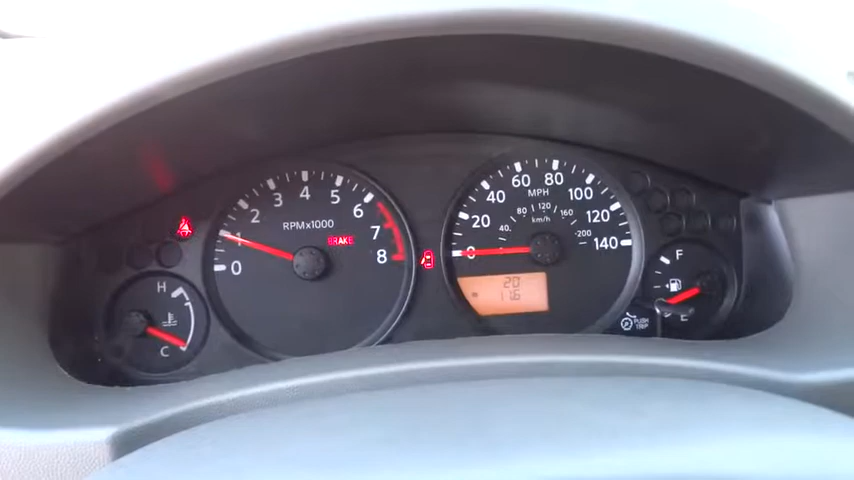 RPMx1000
0 1 2 3 4 5 6 7 8
BRAKE
H
C
MPH
km/h
0 20 40 60 80 100 120 140
40 80 120 160 200
20
176
F
E
PUSH
TRIP